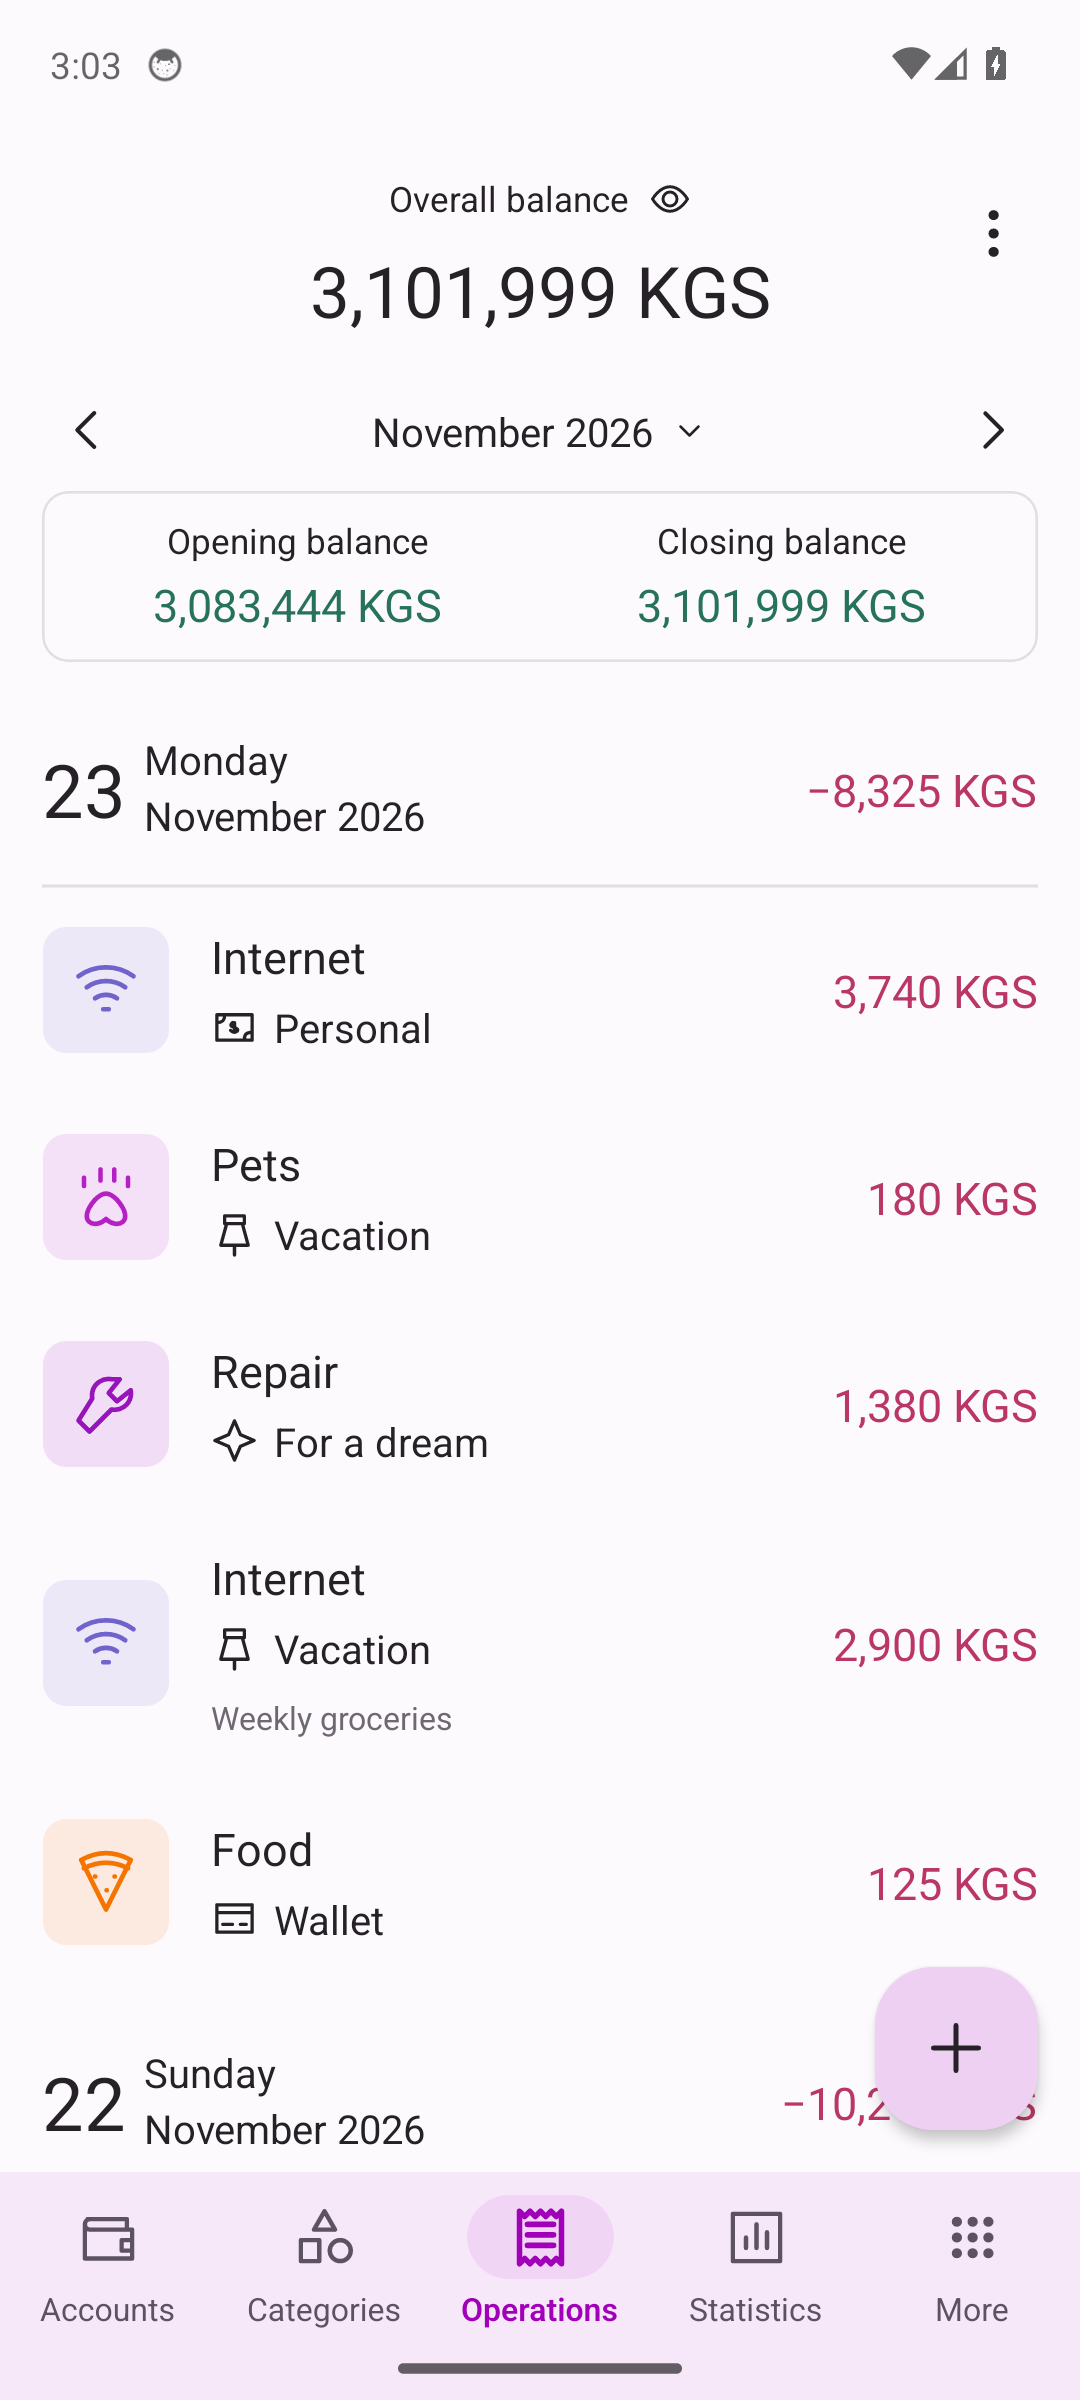 3:03
Overall balance
3,101,999 KGS
November 2026
Opening balance
3,083,444 KGS
Closing balance
3,101,999 KGS
23
Monday
November 2026
−8,325 KGS
Internet
Personal
3,740 KGS
Pets
Vacation
180 KGS
Repair
For a dream
1,380 KGS
Internet
Vacation
Weekly groceries
2,900 KGS
Food
Wallet
125 KGS
22
Sunday
November 2026
Accounts
Categories
Operations
Statistics
More